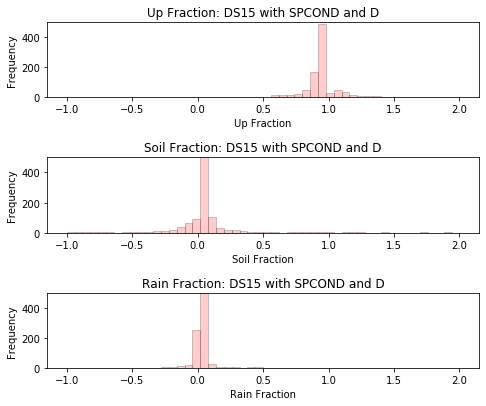 Up Fraction: DS15 with SPCOND and D
400
200
0
Frequency
−1.0 −0.5 0.0 0.5 1.0 1.5 2.0
Up Fraction
Soil Fraction: DS15 with SPCOND and D
400
200
0
Frequency
−1.0 −0.5 0.0 0.5 1.0 1.5 2.0
Soil Fraction
Rain Fraction: DS15 with SPCOND and D
400
200
0
Frequency
−1.0 −0.5 0.0 0.5 1.0 1.5 2.0
Rain Fraction